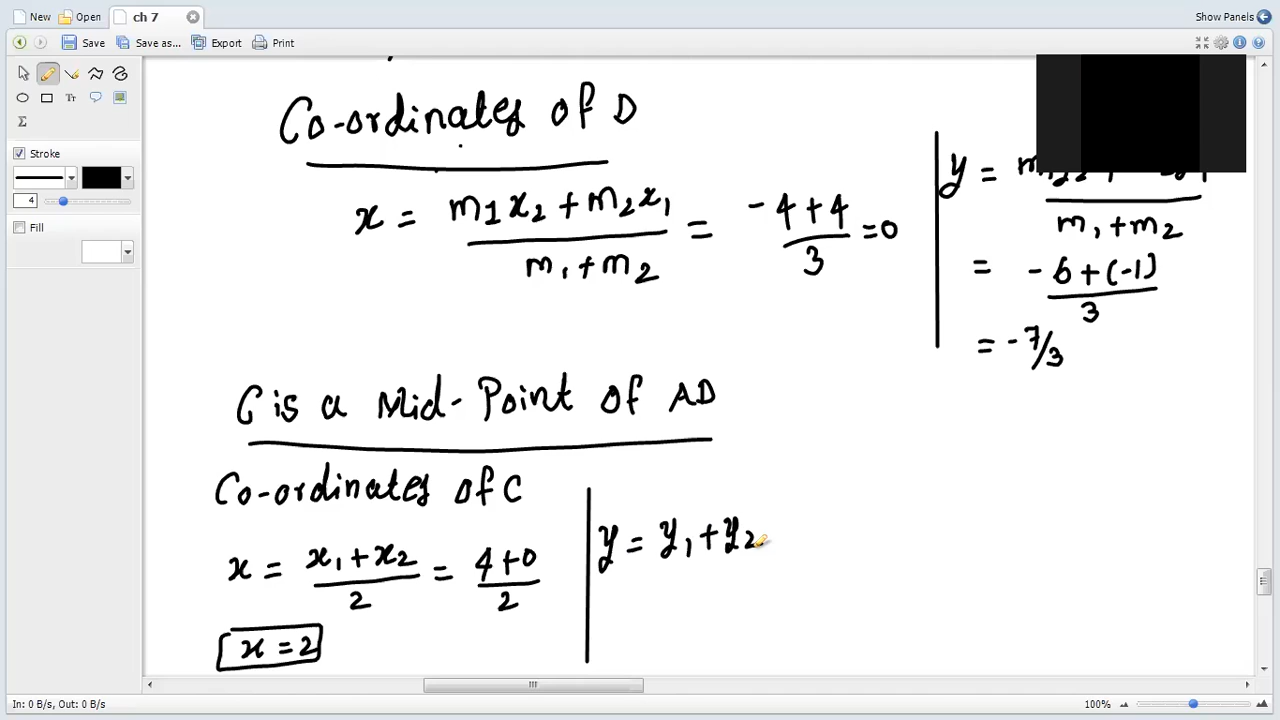 New Open ch 7 Show Panels
Save Save as... Export Print
Stroke
4
Fill
Co-ordinates of D
x = m1x2 + m2x1 / m1 + m2 = -4+4 / 3 = 0
y =
m1 + m2
= -6+(-1) / 3
= -7/3
C is a Mid-Point of AD
Co-ordinates of C
x = x1 + x2 / 2 = 4+0 / 2
x = 2
y = y1 + y2
In: 0 B/s, Out: 0 B/s 100%